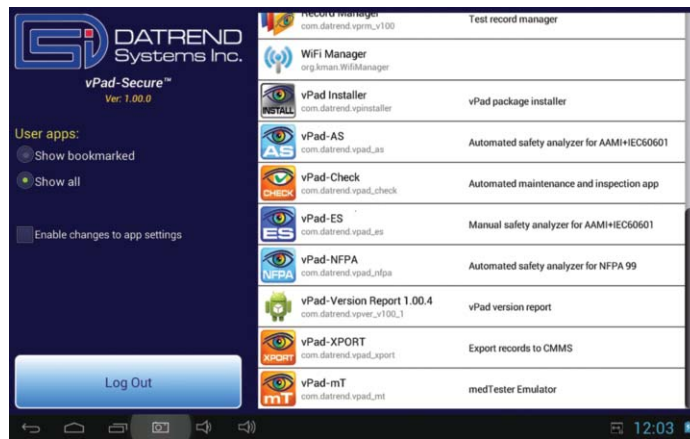 DATREND
Systems Inc.
vPad-Secure™
Ver: 1.00.0
User apps:
Show bookmarked
Show all
Enable changes to app settings
Log Out
Record Manager
com.datrend.vprm_v100
Test record manager
WiFi Manager
org.kman.WifiManager
INSTALL
vPad Installer
com.datrend.vpinstaller
vPad package installer
AS
vPad-AS
com.datrend.vpad_as
Automated safety analyzer for AAMI+IEC60601
CHECK
vPad-Check
com.datrend.vpad_check
Automated maintenance and inspection app
ES
vPad-ES
com.datrend.vpad_es
Manual safety analyzer for AAMI+IEC60601
NFPA
vPad-NFPA
com.datrend.vpad_nfpa
Automated safety analyzer for NFPA 99
vPad-Version Report 1.00.4
com.datrend.vpver_v100_1
vPad version report
XPORT
vPad-XPORT
com.datrend.vpad_xport
Export records to CMMS
mT
vPad-mT
com.datrend.vpad_mt
medTester Emulator
12:03